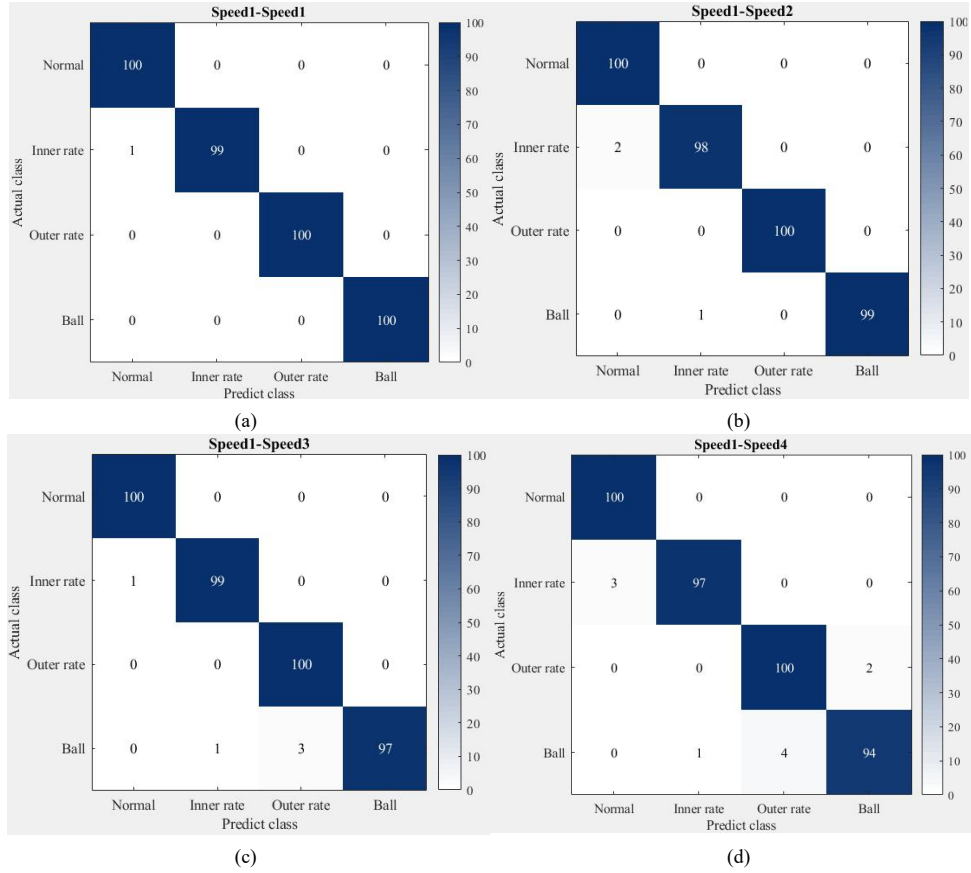 Speed1-Speed1
Normal 100 0 0 0
Inner rate 1 99 0 0
Outer rate 0 0 100 0
Ball 0 0 0 100
Normal Inner rate Outer rate Ball
Predict class
Actual class
100
90
80
70
60
50
40
30
20
10
0
(a)
Speed1-Speed2
Normal 100 0 0 0
Inner rate 2 98 0 0
Outer rate 0 0 100 0
Ball 0 1 0 99
Normal Inner rate Outer rate Ball
Predict class
Actual class
100
90
80
70
60
50
40
30
20
10
0
(b)
Speed1-Speed3
Normal 100 0 0 0
Inner rate 1 99 0 0
Outer rate 0 0 100 0
Ball 0 1 3 97
Normal Inner rate Outer rate Ball
Predict class
Actual class
100
90
80
70
60
50
40
30
20
10
0
(c)
Speed1-Speed4
Normal 100 0 0 0
Inner rate 3 97 0 0
Outer rate 0 0 100 2
Ball 0 1 4 94
Normal Inner rate Outer rate Ball
Predict class
Actual class
100
90
80
70
60
50
40
30
20
10
0
(d)